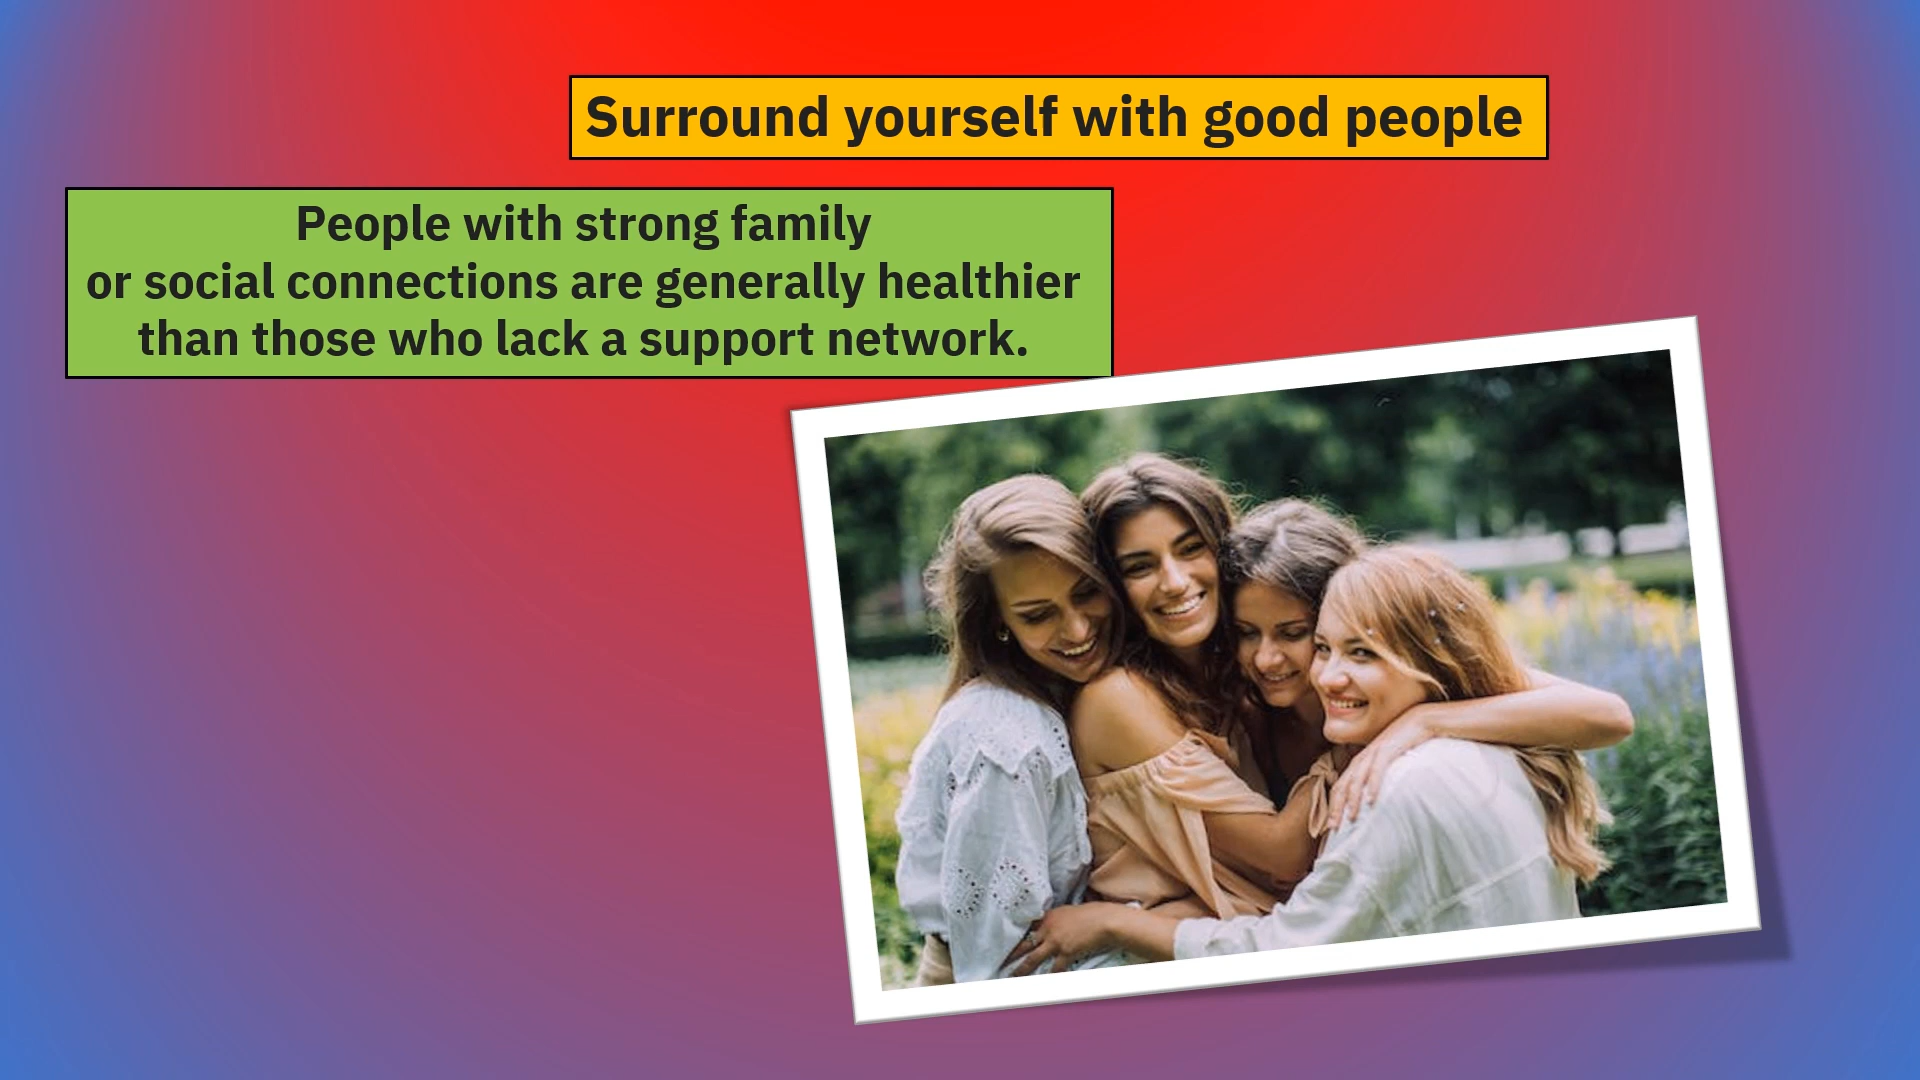 Surround yourself with good people
People with strong family
or social connections are generally healthier
than those who lack a support network.